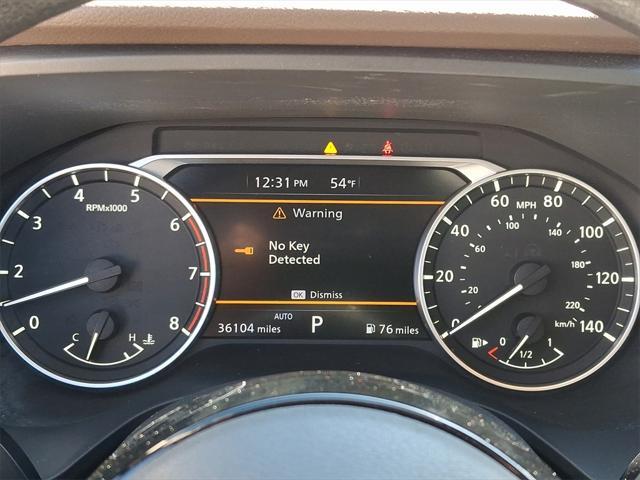 12:31 PM 54°F
Warning
No Key
Detected
OK Dismiss
AUTO
36104 miles P 76 miles
RPMx1000
0 2 3 4 5 6 7 8
C H
MPH
0 20 40 60 80 100 120 140
20 60 100 140 180 220
km/h
0 1/2 1